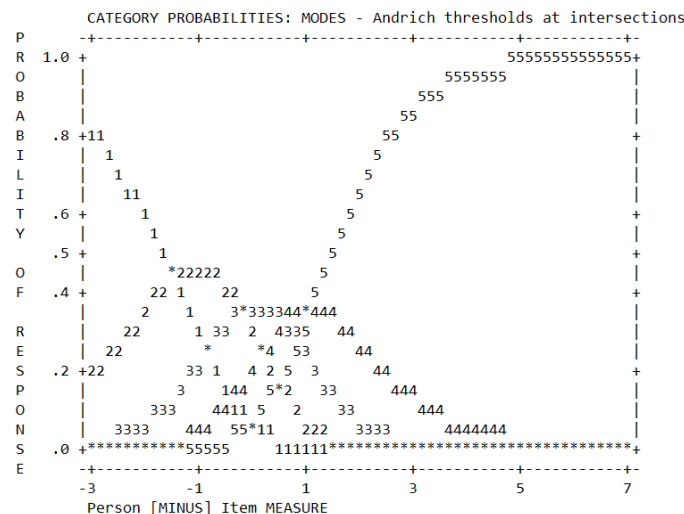 CATEGORY PROBABILITIES: MODES - Andrich thresholds at intersections
P      -+-----------+-----------+-----------+-----------+-----------+-
R  1.0 +                                               555555555555555+
O      |                                        5555555              |
B      |                                     555                     |
A      |                                   55                        |
B   .8 +11                               55                          +
I      |  1                             5                            |
L      |   1                           5                             |
I      |    11                        5                              |
T   .6 +      1                      5                               +
Y      |       1                    5                                |
    .5 +        1                  5                                 +
O      |         *22222           5                                  |
F   .4 +       22 1    22        5                                   +
       |      2    1    3*333344*444                                 |
R      |    22      1 33  2  4335   44                               |
E      |  22         *     *4  53     44                             |
S   .2 +22         33 1   4 2 5  3      44                           +
P      |          3    144  5*2   33      444                        |
O      |       333    4411 5   2    33       444                     |
N      |   3333    444  55*11   222   3333      4444444              |
S   .0 +***********55555     111111**********************************+
E      -+-----------+-----------+-----------+-----------+-----------+-
       -3          -1           1           3           5           7
Person [MINUS] Item MEASURE